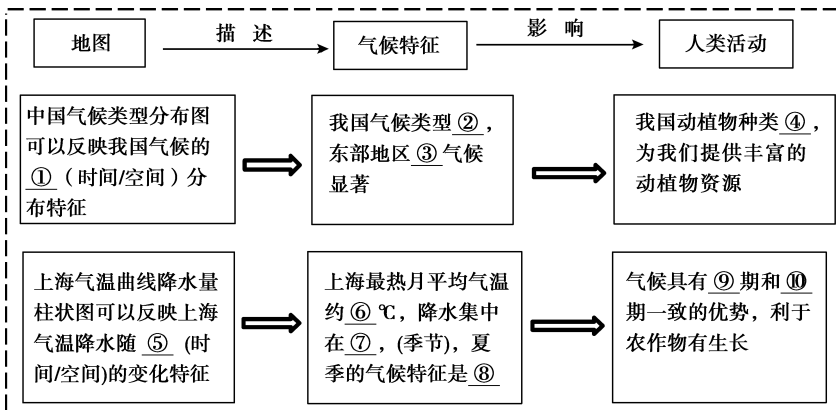 地图
描 述
气候特征
影 响
人类活动
中国气候类型分布图
可以反映我国气候的
①（时间/空间）分
布特征
我国气候类型②，
东部地区③气候
显著
我国动植物种类④，
为我们提供丰富的
动植物资源
上海气温曲线降水量
柱状图可以反映上海
气温降水随 ⑤ (时
间/空间)的变化特征
上海最热月平均气温
约⑥℃，降水集中
在⑦，(季节)，夏
季的气候特征是⑧
气候具有⑨期和⑩
期一致的优势，利于
农作物有生长